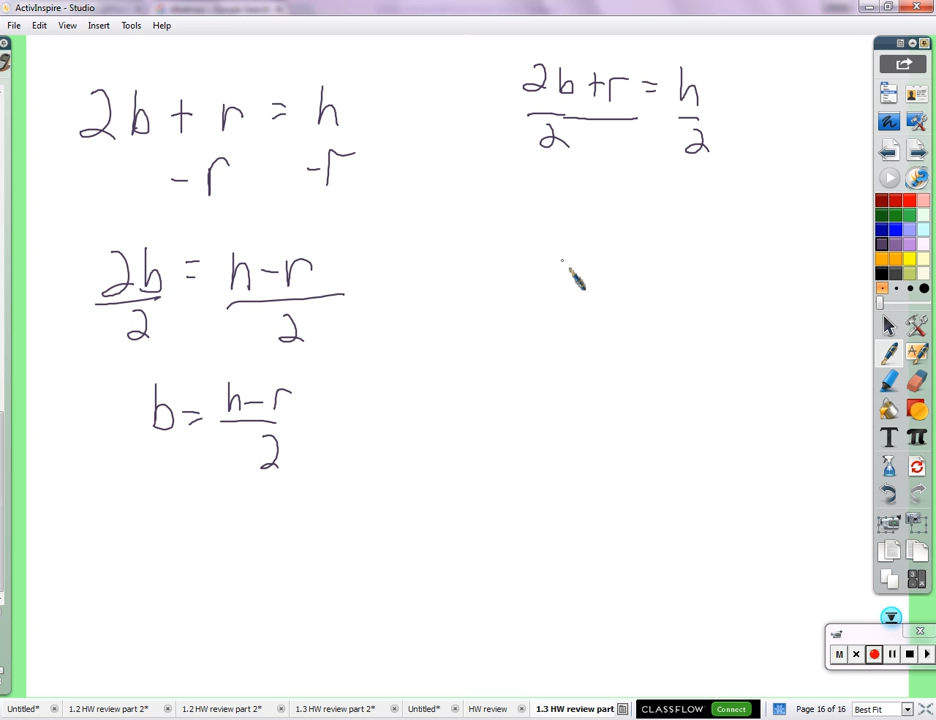 ActivInspire - Studio
File Edit View Insert Tools Help
2b + r = h
- r -r
2b = h-r
2 2
b = h-r
2
2b +r = h
2 2
M
Untitled* 1.2 HW review part 2* 1.2 HW review part 2* 1.3 HW review part 2* Untitled* HW review 1.3 HW review part CLASSFLOW Connect Page 16 of 16 Best Fit